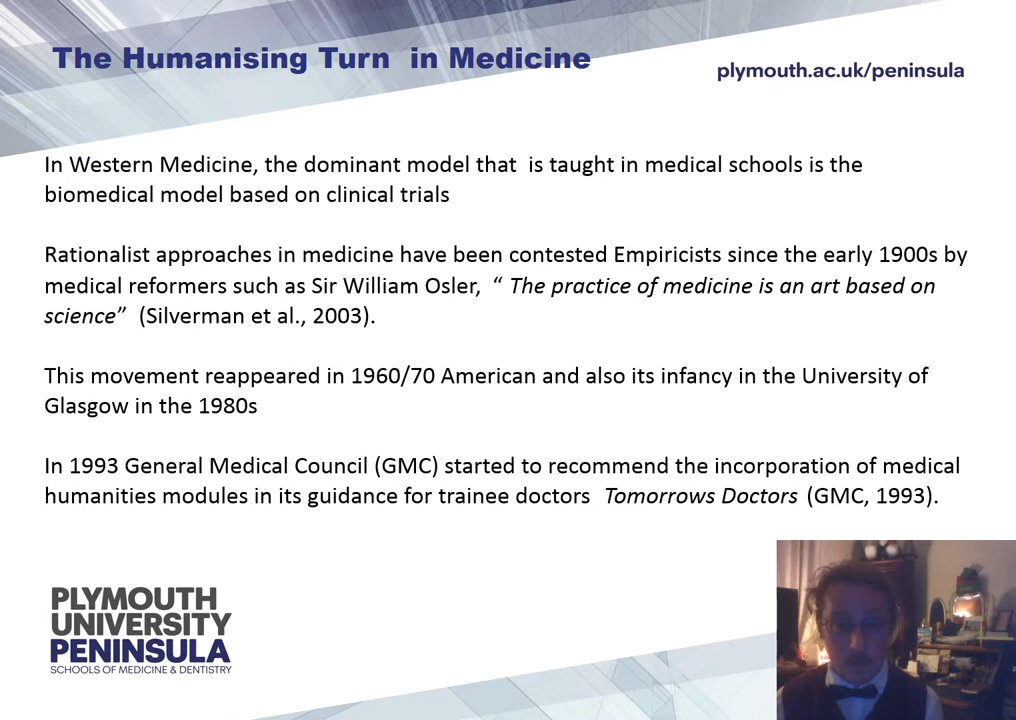 The Humanising Turn  in Medicine
plymouth.ac.uk/peninsula
In Western Medicine, the dominant model that  is taught in medical schools is the
biomedical model based on clinical trials
Rationalist approaches in medicine have been contested Empiricists since the early 1900s by
medical reformers such as Sir William Osler,  “ The practice of medicine is an art based on
science”  (Silverman et al., 2003).
This movement reappeared in 1960/70 American and also its infancy in the University of
Glasgow in the 1980s
In 1993 General Medical Council (GMC) started to recommend the incorporation of medical
humanities modules in its guidance for trainee doctors  Tomorrows Doctors (GMC, 1993).
PLYMOUTH
UNIVERSITY
PENINSULA
SCHOOLS OF MEDICINE & DENTISTRY